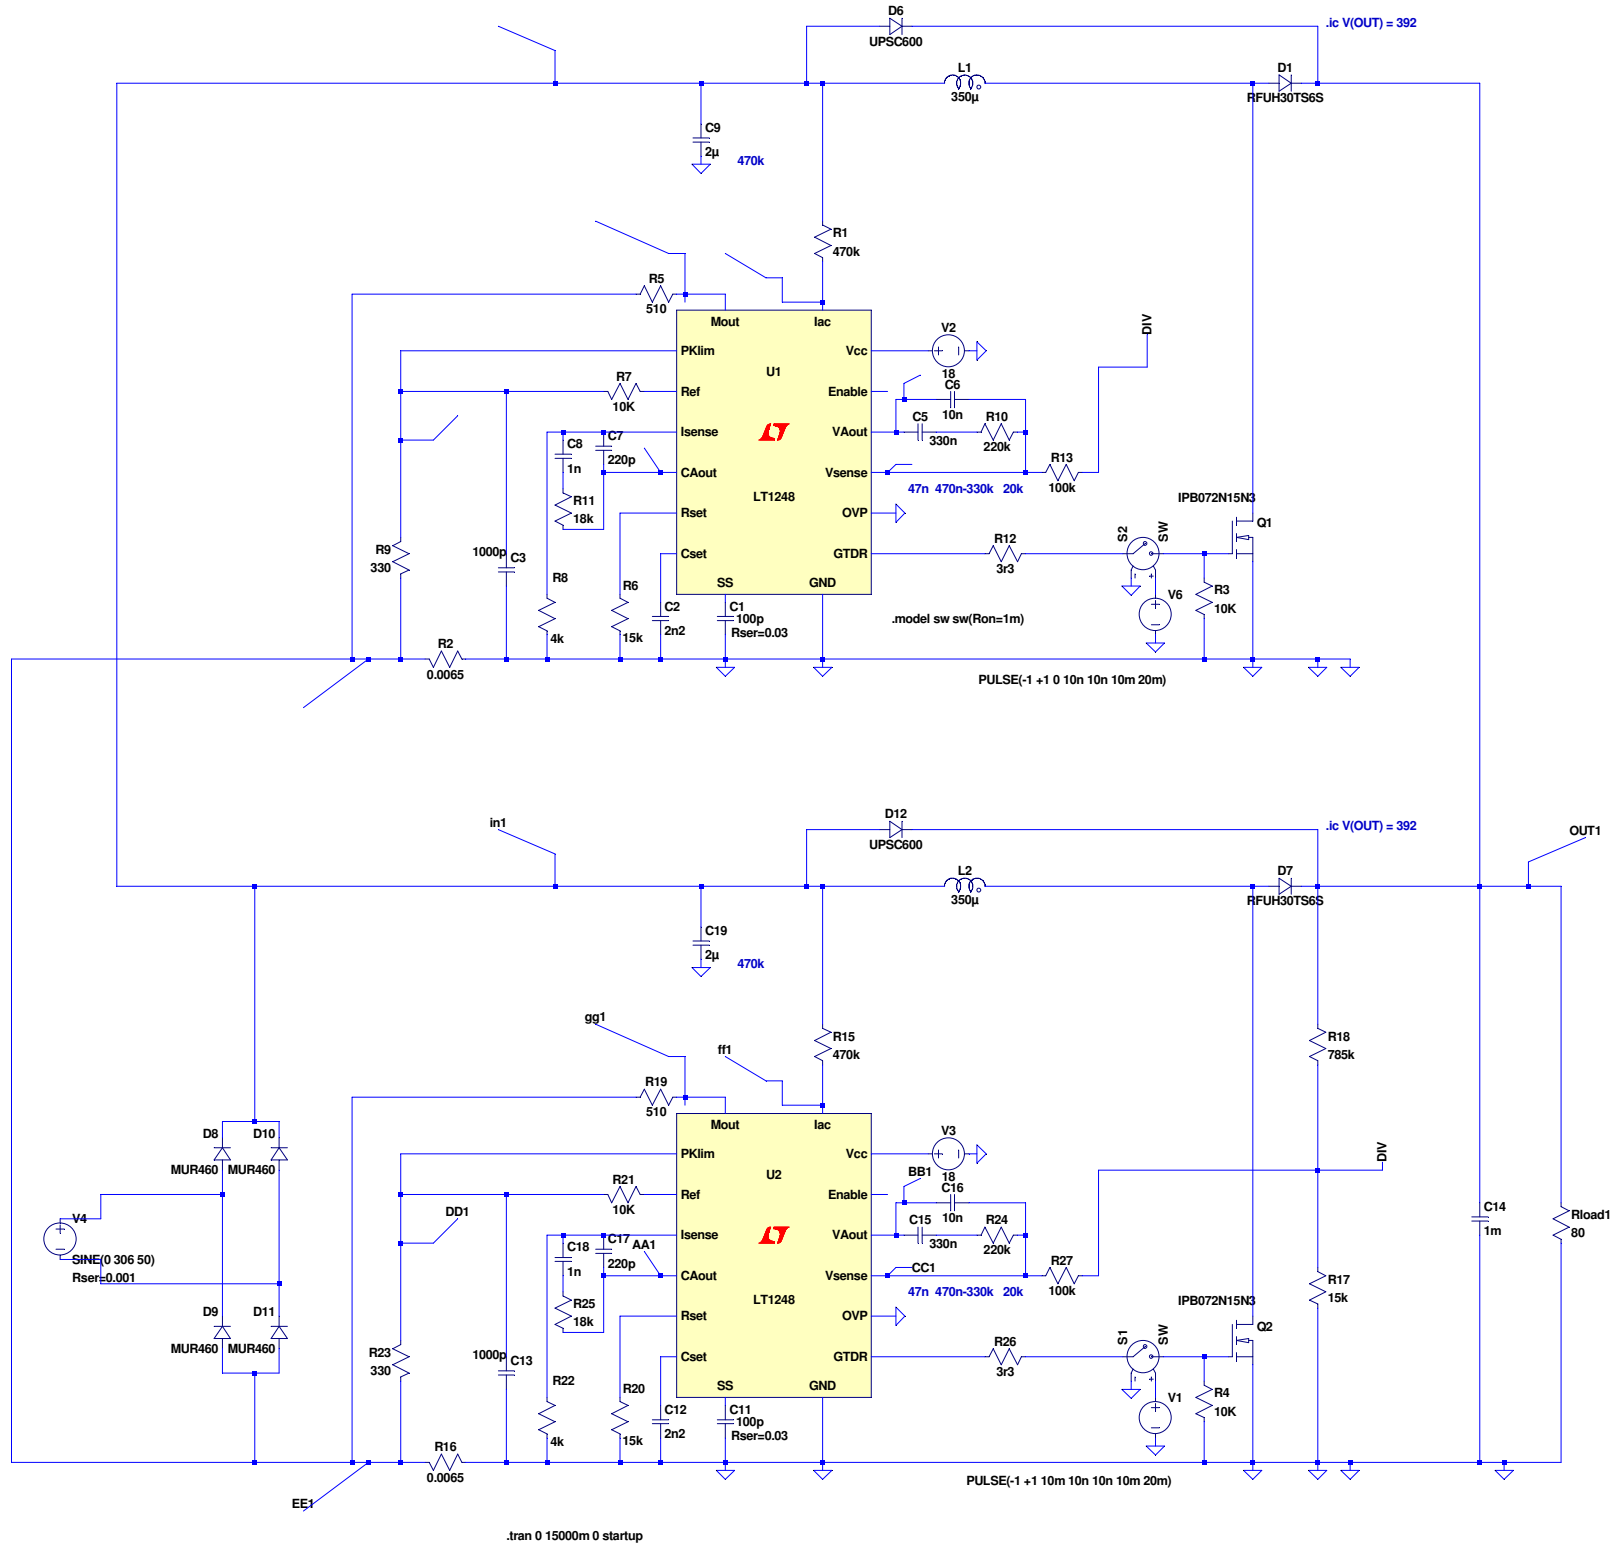 D6
UPSC600
.ic V(OUT) = 392
L1
350µ
D1
RFUH30TS6S
C9
2µ
470k
R1
470k
R5
510
Mout
Iac
DIV
V2
18
PKlim
Vcc
U1
R7
10K
Ref
Enable
C6
10n
Isense
VAout
C5
330n
R10
220k
C8
1n
C7
220p
CAout
Vsense
R13
100k
47n 470n-330k 20k
R11
18k
LT1248
IPB072N15N3
Rset
OVP
Q1
R9
330
1000p
C3
Cset
GTDR
R12
3r3
S2
SW
R8
4k
R6
15k
SS
GND
C2
2n2
C1
100p
Rser=0.03
V6
R3
10K
.model sw sw(Ron=1m)
R2
0.0065
PULSE(-1 +1 0 10n 10n 10m 20m)
in1
D12
UPSC600
.ic V(OUT) = 392
OUT1
L2
350µ
D7
RFUH30TS6S
C19
2µ
470k
gg1
ff1
R15
470k
R18
785k
R19
510
Mout
Iac
D8
MUR460
D10
MUR460
PKlim
Vcc
V3
18
DIV
U2
BB1
R21
10K
Ref
Enable
C16
10n
DD1
V4
SINE(0 306 50)
Rser=0.001
Isense
VAout
C15
330n
R24
220k
C14
1m
Rload1
80
C18
1n
C17
220p
AA1
CAout
Vsense
CC1
R27
100k
47n 470n-330k 20k
R25
18k
LT1248
R17
15k
IPB072N15N3
D9
MUR460
D11
MUR460
Rset
OVP
Q2
R23
330
1000p
C13
Cset
GTDR
R26
3r3
S1
SW
R22
4k
R20
15k
SS
GND
C12
2n2
C11
100p
Rser=0.03
V1
R4
10K
R16
0.0065
PULSE(-1 +1 10m 10n 10n 10m 20m)
EE1
.tran 0 15000m 0 startup